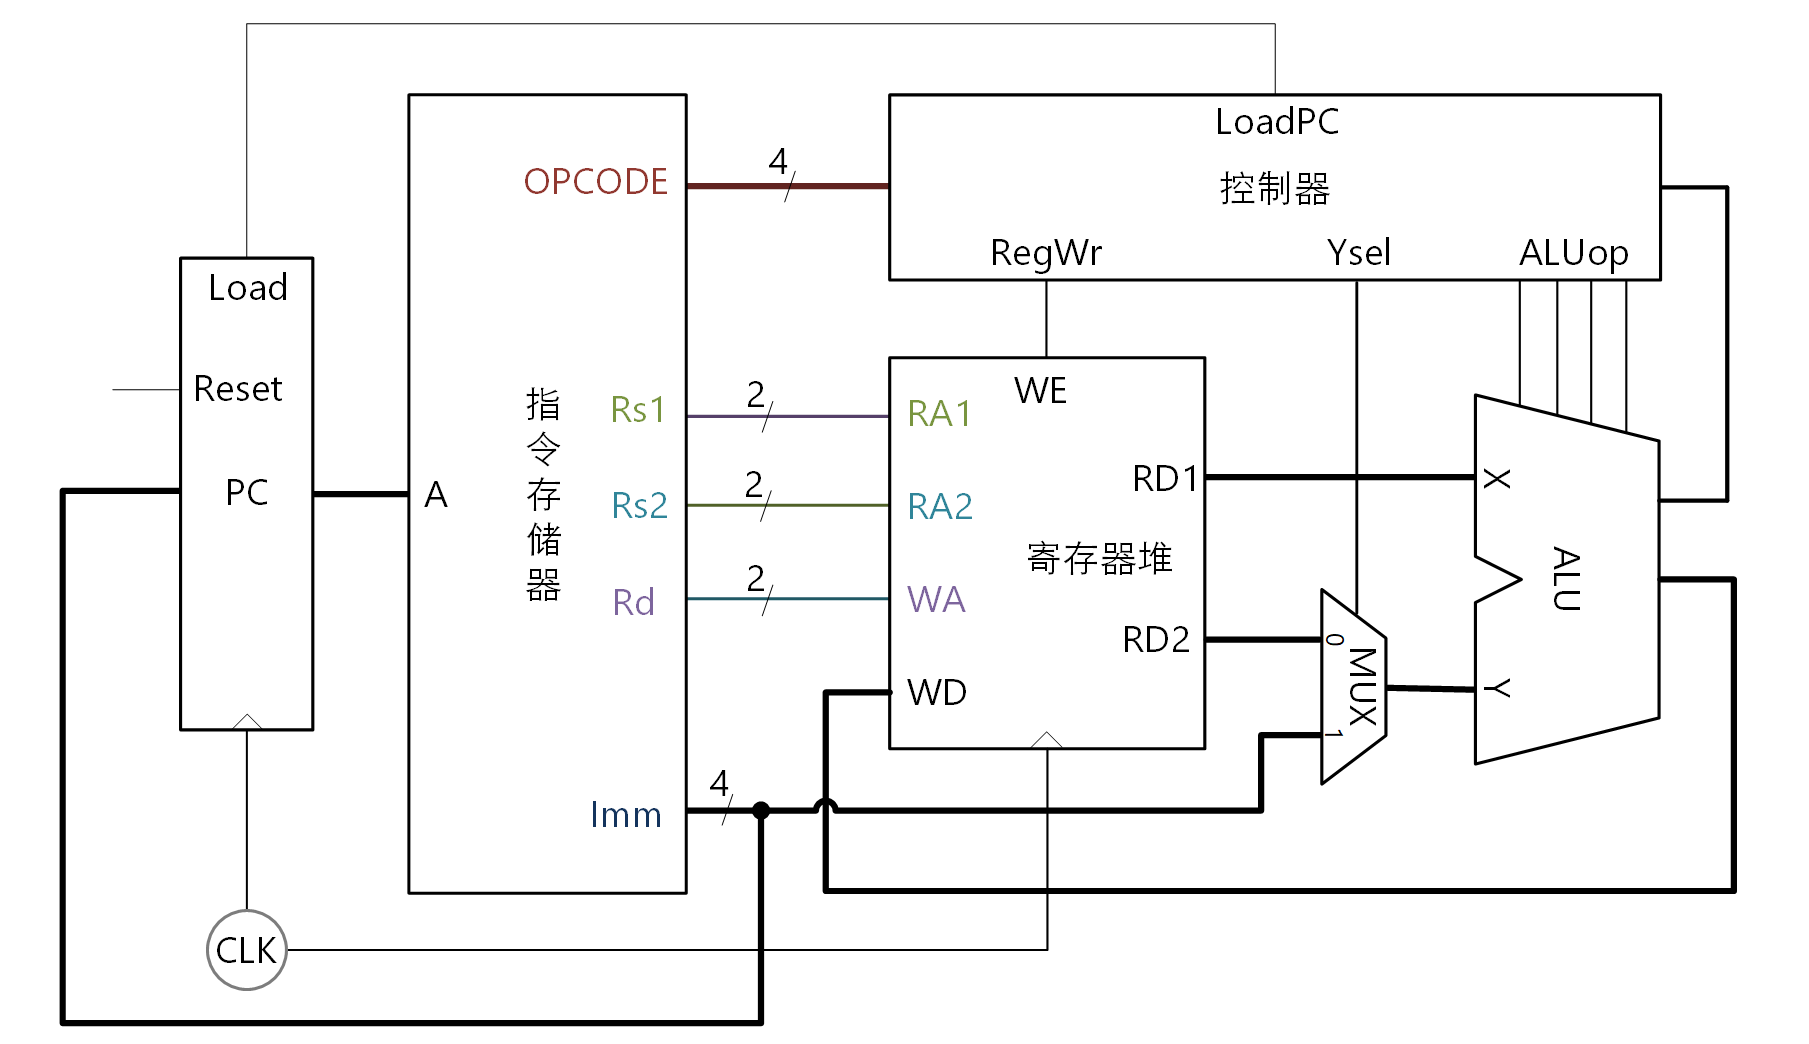 LoadPC
控制器
RegWr
Ysel
ALUop
OPCODE
4
Load
Reset
PC
A
指令存储器
Rs1
2
RA1
Rs2
2
RA2
Rd
2
WA
WE
RD1
寄存器堆
RD2
WD
Imm
4
0
MUX
1
X
ALU
Y
CLK